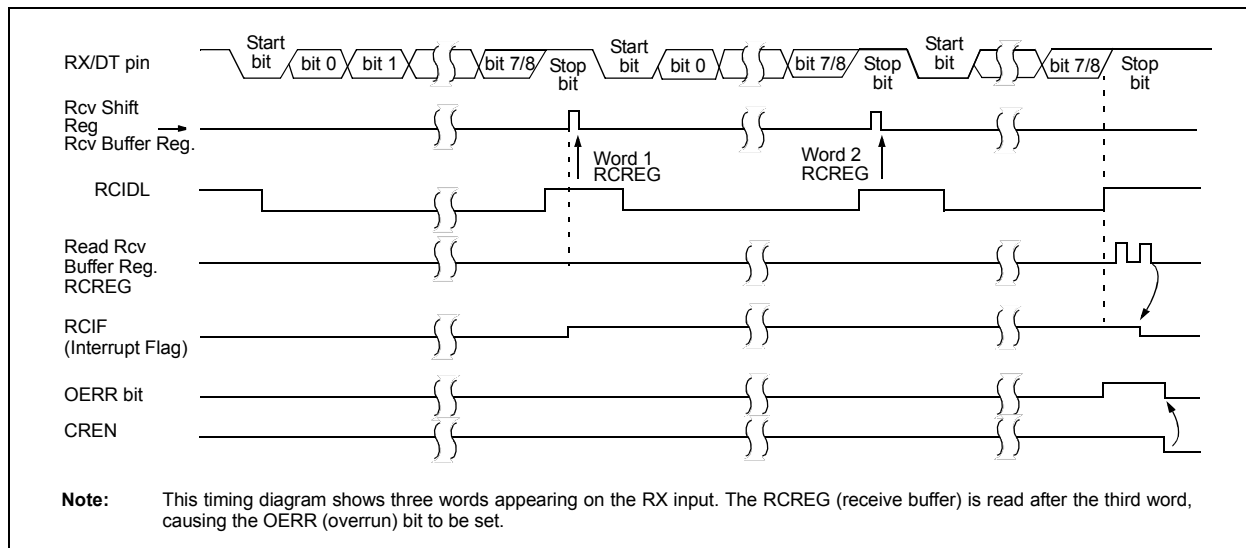 RX/DT pin
Start bit
bit 0
bit 1
bit 7/8
Stop bit
Start bit
bit 0
bit 7/8
Stop bit
Start bit
bit 7/8
Stop bit
Rcv Shift
Reg
Rcv Buffer Reg.
Word 1
RCREG
Word 2
RCREG
RCIDL
Read Rcv
Buffer Reg.
RCREG
RCIF
(Interrupt Flag)
OERR bit
CREN
Note: This timing diagram shows three words appearing on the RX input. The RCREG (receive buffer) is read after the third word,
causing the OERR (overrun) bit to be set.